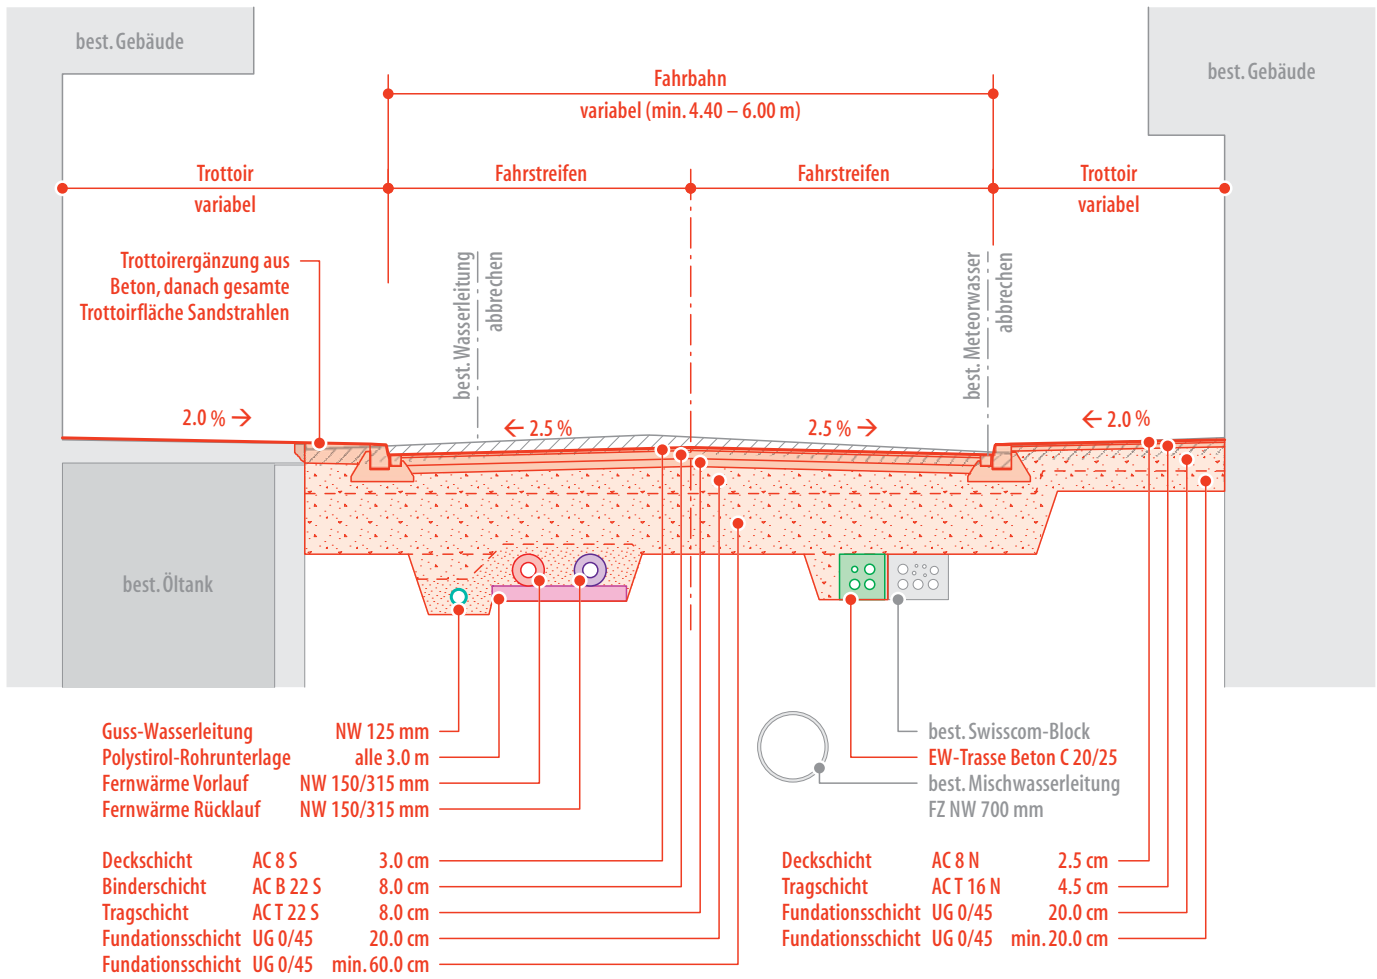 best. Gebäude
best. Gebäude
Fahrbahn
variabel (min. 4.40 – 6.00 m)
Trottoir
variabel
Fahrstreifen
Fahrstreifen
Trottoir
variabel
Trottoirergänzung aus
Beton, danach gesamte
Trottoirfläche Sandstrahlen
best. Wasserleitung
abbrechen
best. Meteorwasser
abbrechen
2.0 % →
← 2.5 %
2.5 % →
← 2.0 %
best. Öltank
Guss-Wasserleitung NW 125 mm
Polystirol-Rohrunterlage alle 3.0 m
Fernwärme Vorlauf NW 150/315 mm
Fernwärme Rücklauf NW 150/315 mm
best. Swisscom-Block
EW-Trasse Beton C 20/25
best. Mischwasserleitung
FZ NW 700 mm
Deckschicht AC 8 S 3.0 cm
Binderschicht AC B 22 S 8.0 cm
Tragschicht AC T 22 S 8.0 cm
Fundationsschicht UG 0/45 20.0 cm
Fundationsschicht UG 0/45 min. 60.0 cm
Deckschicht AC 8 N 2.5 cm
Tragschicht AC T 16 N 4.5 cm
Fundationsschicht UG 0/45 20.0 cm
Fundationsschicht UG 0/45 min. 20.0 cm